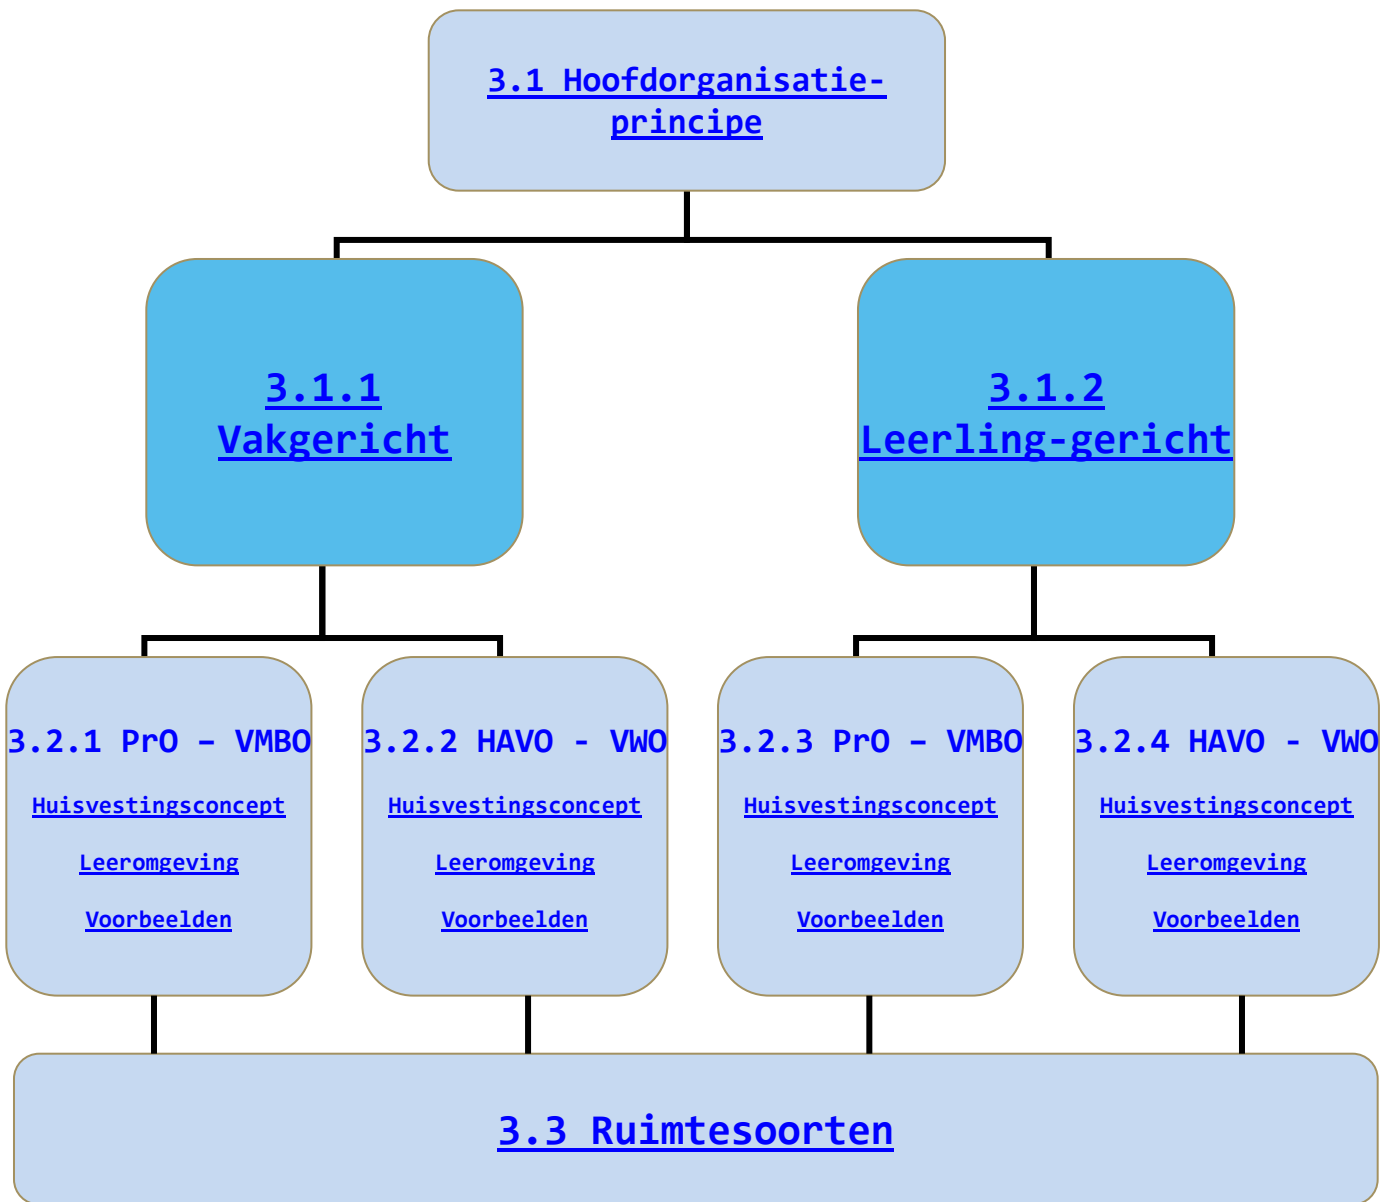 3.1 Hoofdorganisatie-
principe
3.1.1
Vakgericht
3.1.2
Leerling-gericht
3.2.1 PrO – VMBO
Huisvestingsconcept
Leeromgeving
Voorbeelden
3.2.2 HAVO - VWO
Huisvestingsconcept
Leeromgeving
Voorbeelden
3.2.3 PrO – VMBO
Huisvestingsconcept
Leeromgeving
Voorbeelden
3.2.4 HAVO - VWO
Huisvestingsconcept
Leeromgeving
Voorbeelden
3.3 Ruimtesoorten